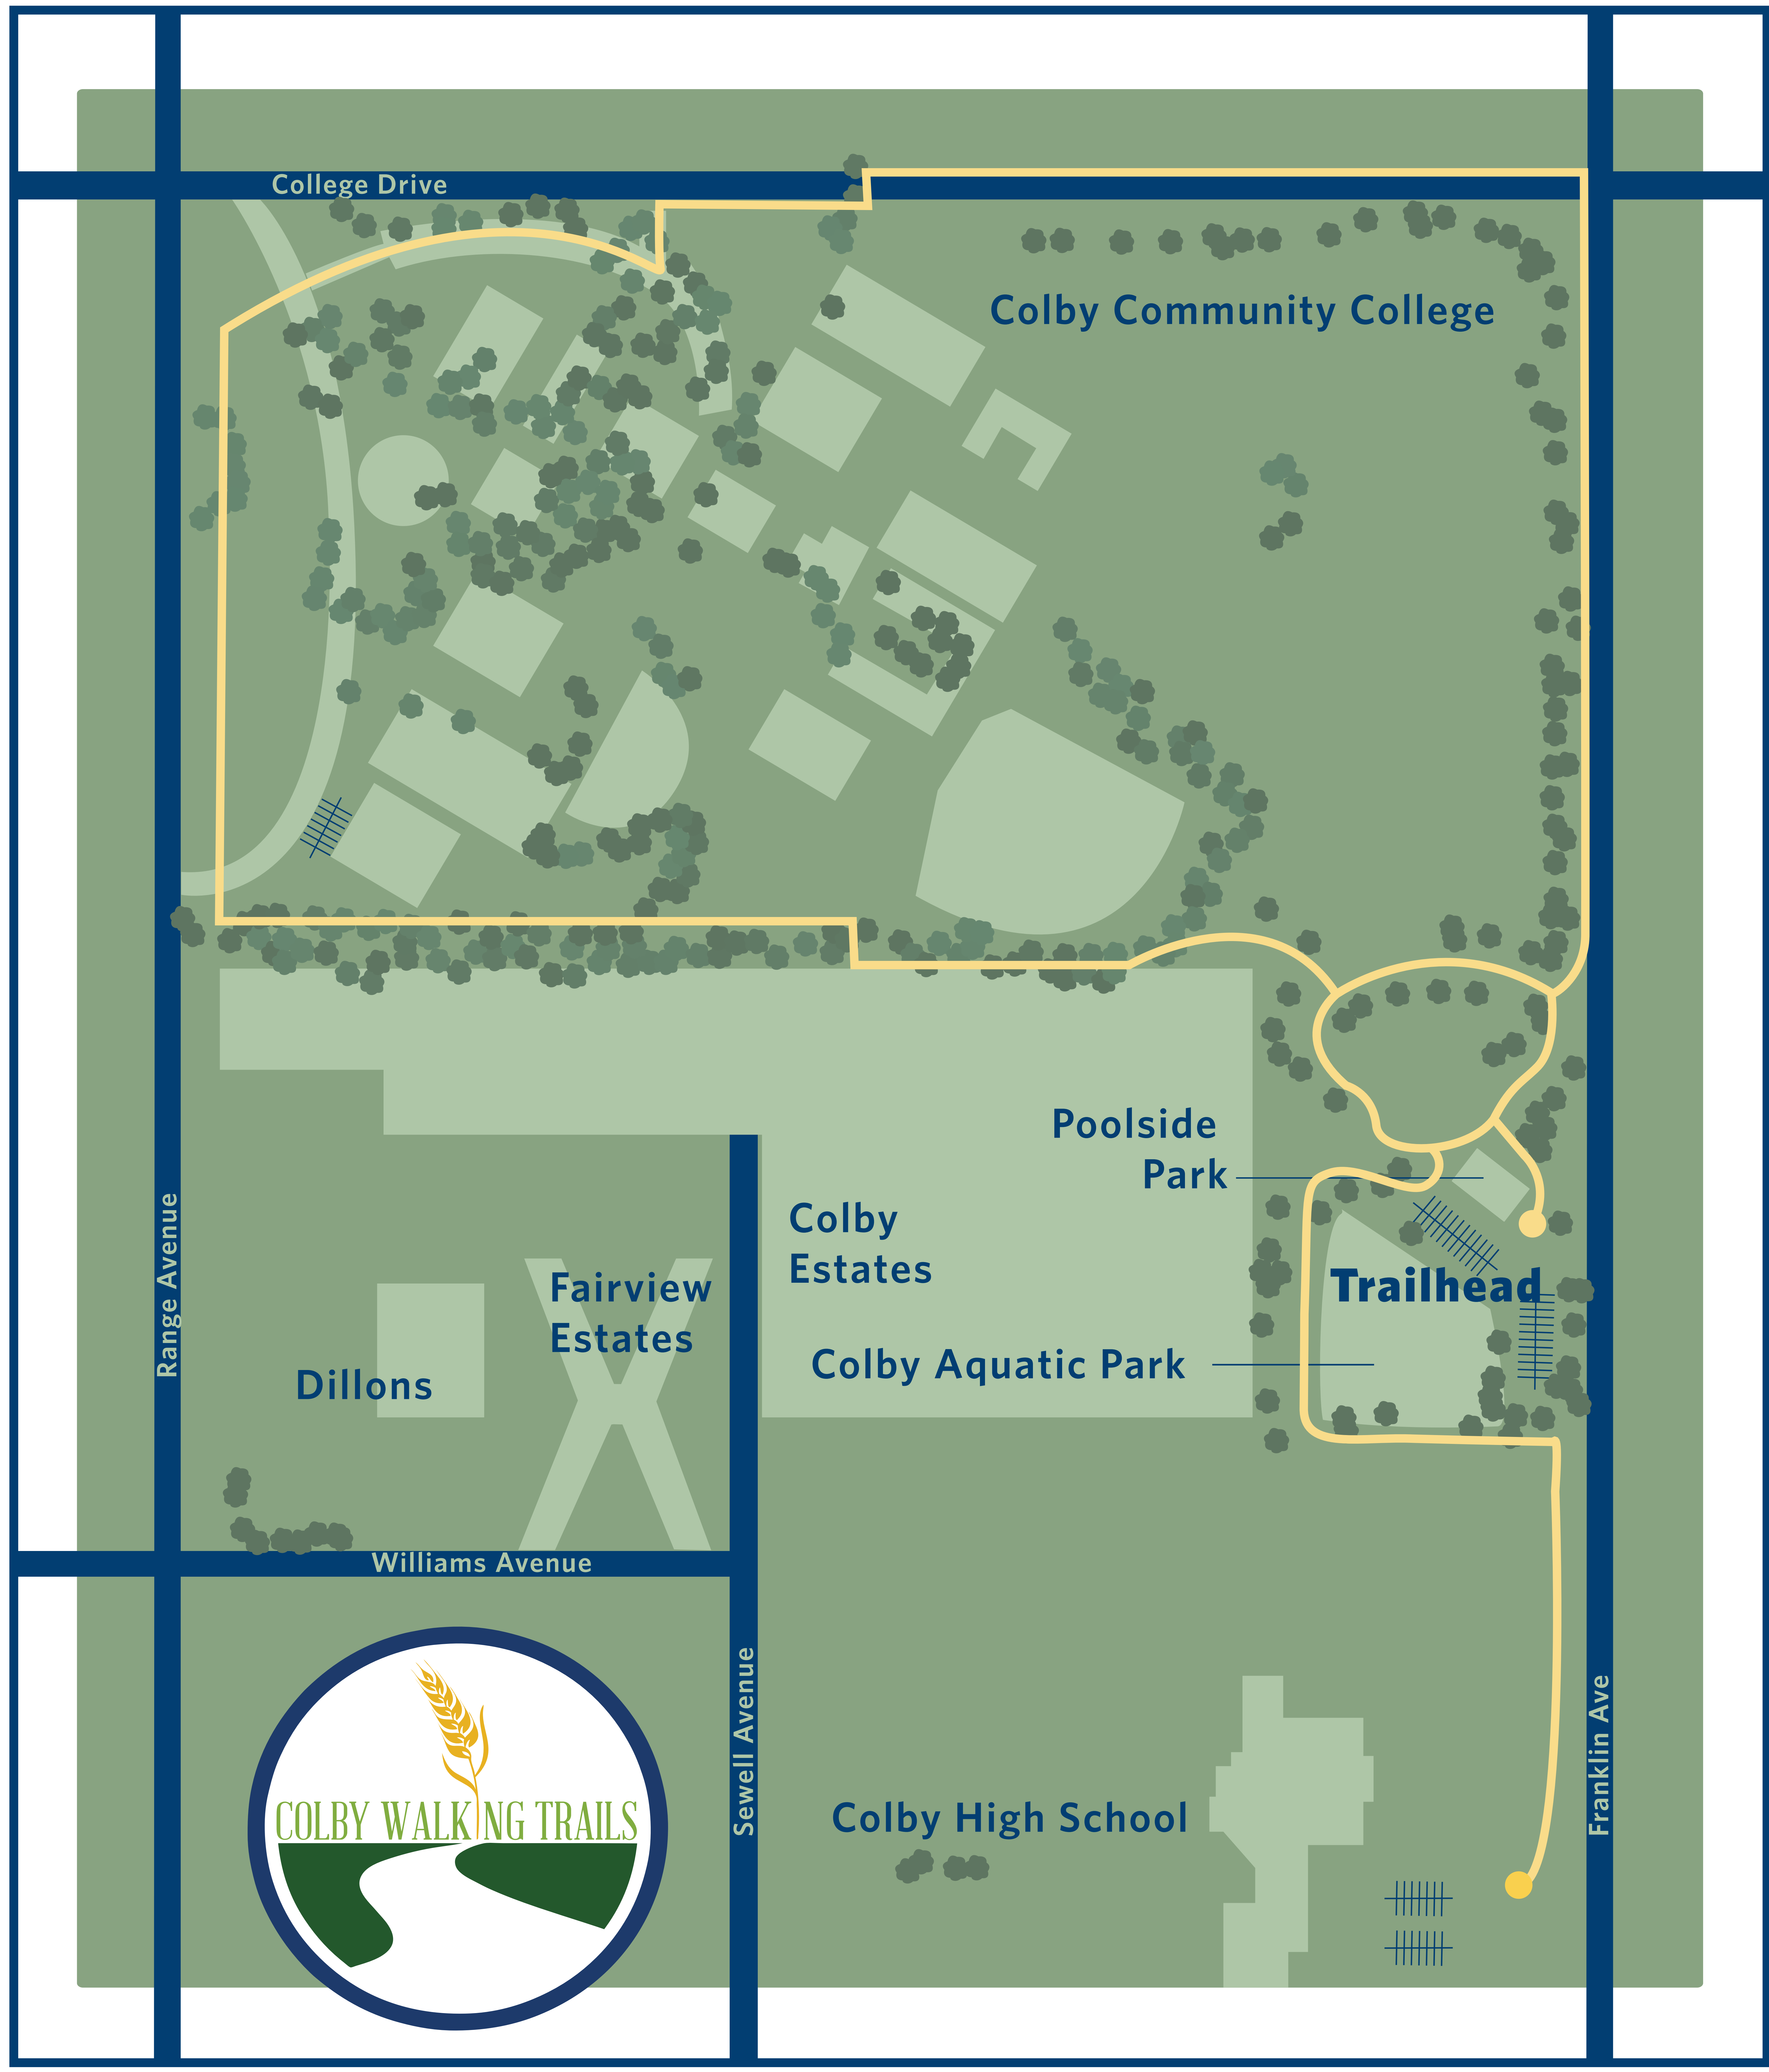 College Drive
Colby Community College
Poolside
Park
Colby
Estates
Fairview
Estates
Trailhead
Colby Aquatic Park
Dillons
Range Avenue
Williams Avenue
Sewell Avenue
Franklin Ave
COLBY WALKING TRAILS
Colby High School